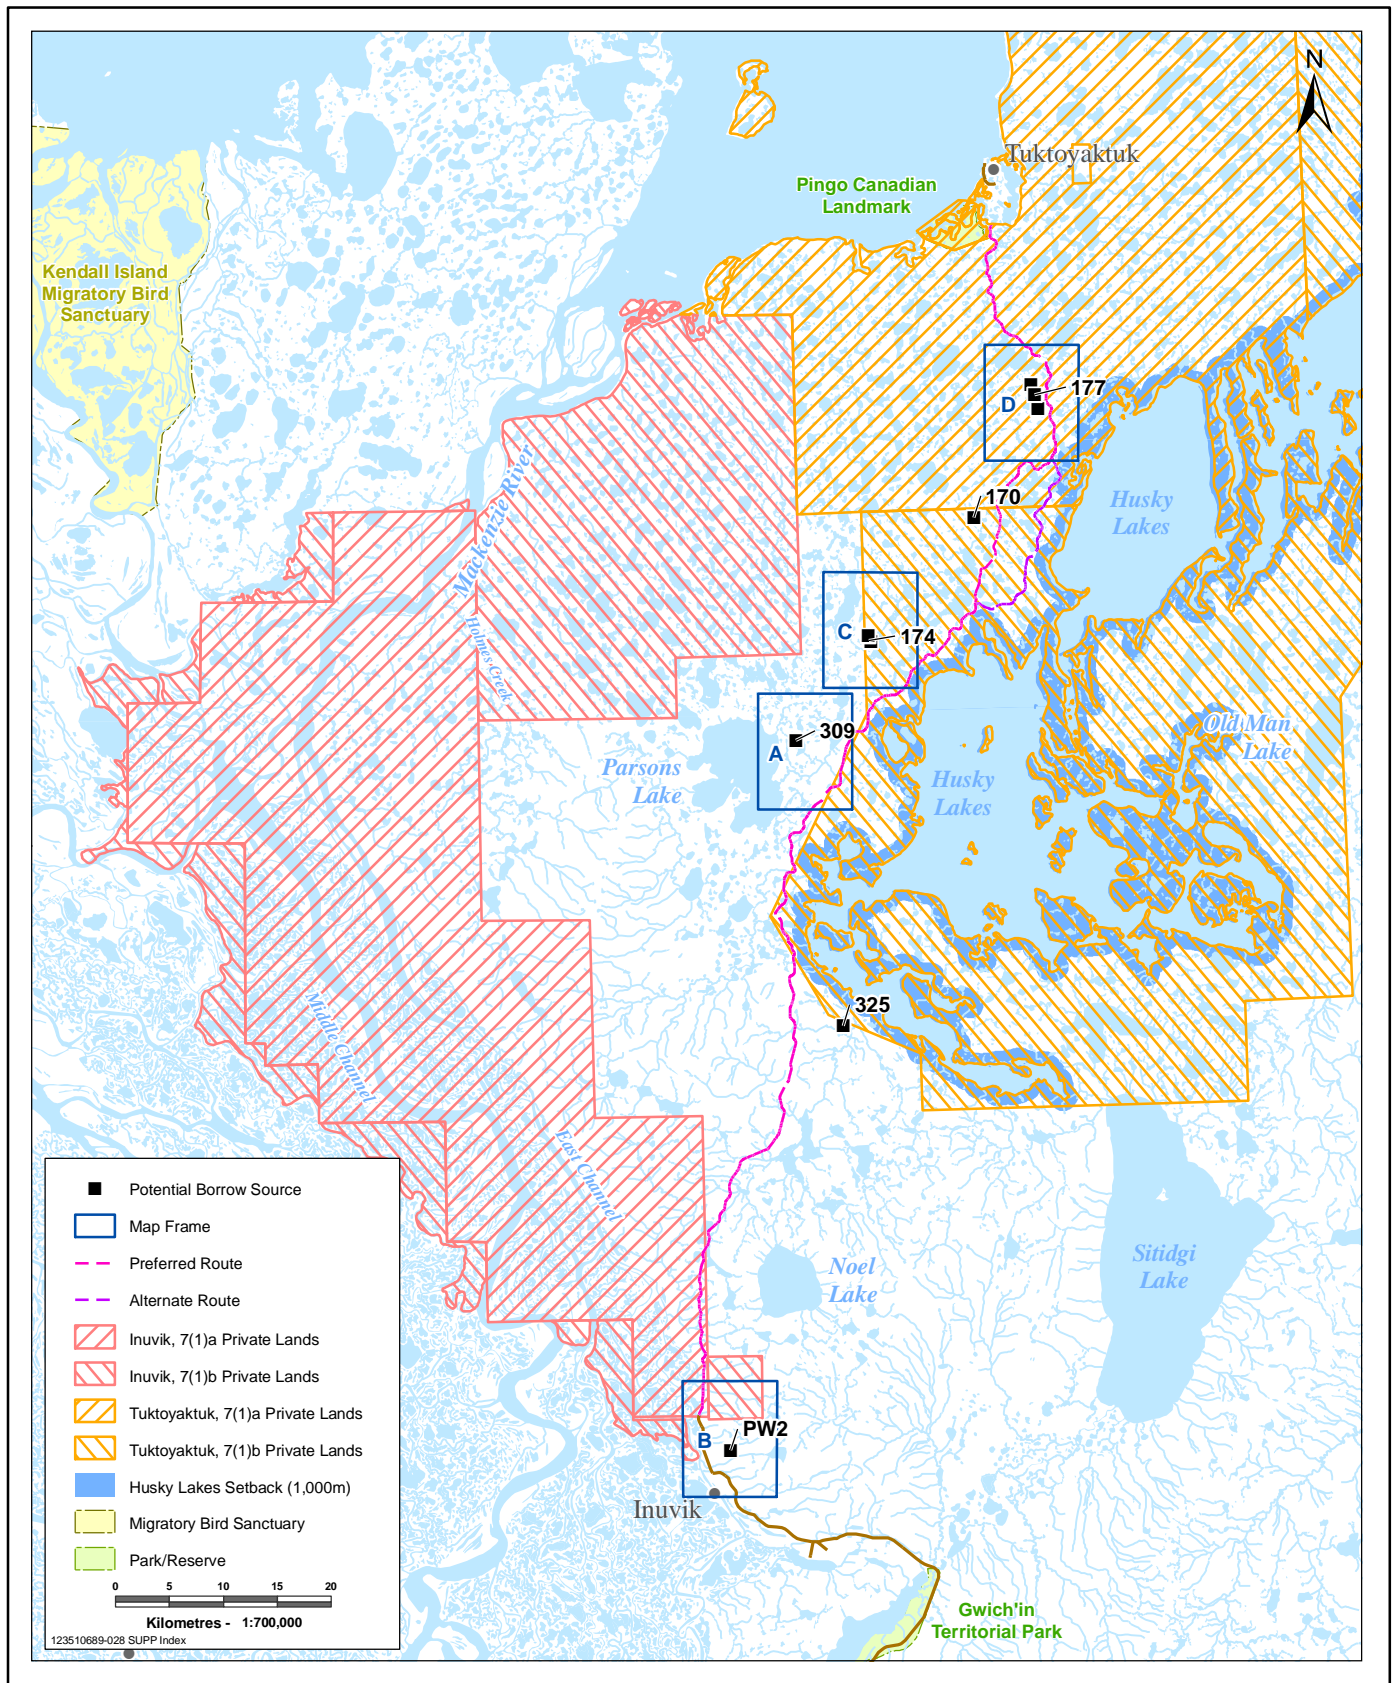 N
Tuktoyaktuk
Pingo Canadian
Landmark
Kendall Island
Migratory Bird
Sanctuary
177
D
Mackenzie River
170
Husky
Lakes
Holmes Creek
C
174
309
A
Parsons
Lake
Old Man
Lake
Husky
Lakes
325
Middle Channel
East Channel
Noel
Lake
Sitidgi
Lake
PW2
B
Inuvik
Gwich'in
Territorial Park
Potential Borrow Source
Map Frame
Preferred Route
Alternate Route
Inuvik, 7(1)a Private Lands
Inuvik, 7(1)b Private Lands
Tuktoyaktuk, 7(1)a Private Lands
Tuktoyaktuk, 7(1)b Private Lands
Husky Lakes Setback (1,000m)
Migratory Bird Sanctuary
Park/Reserve
0 5 10 15 20
Kilometres - 1:700,000
123510689-028 SUPP Index